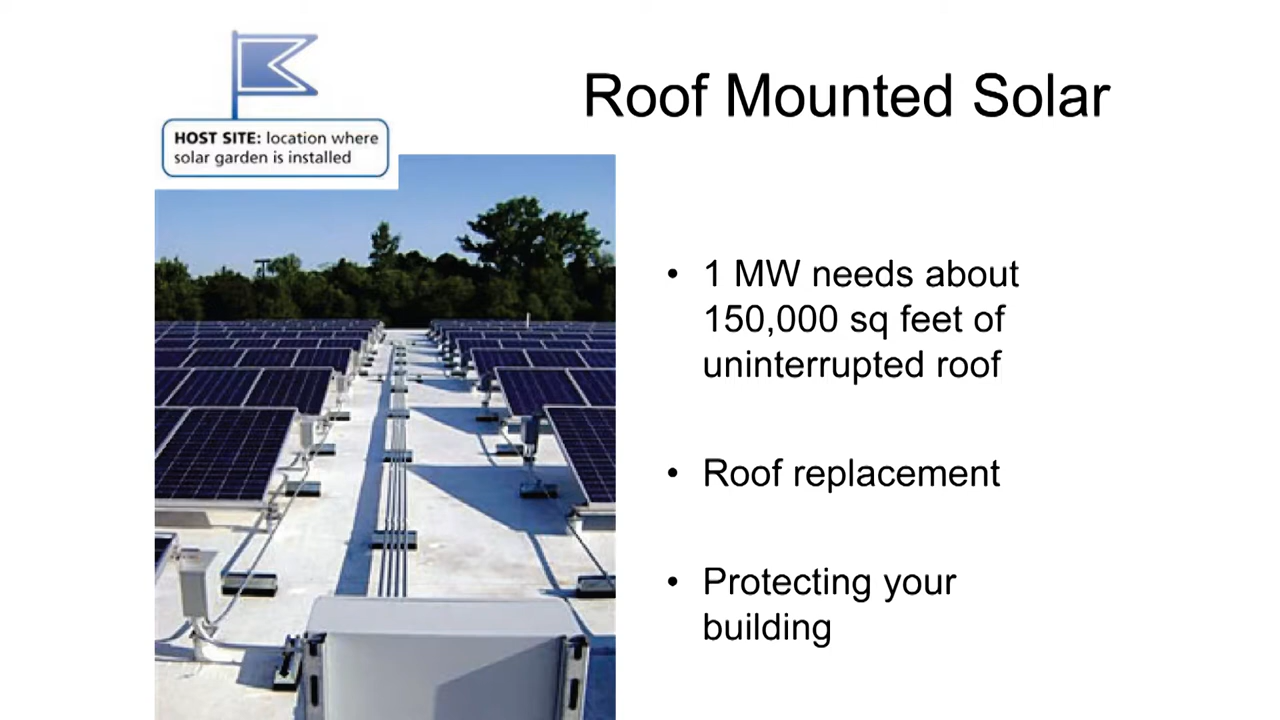 Roof Mounted Solar
HOST SITE: location where
solar garden is installed
• 1 MW needs about
150,000 sq feet of
uninterrupted roof
• Roof replacement
• Protecting your
building